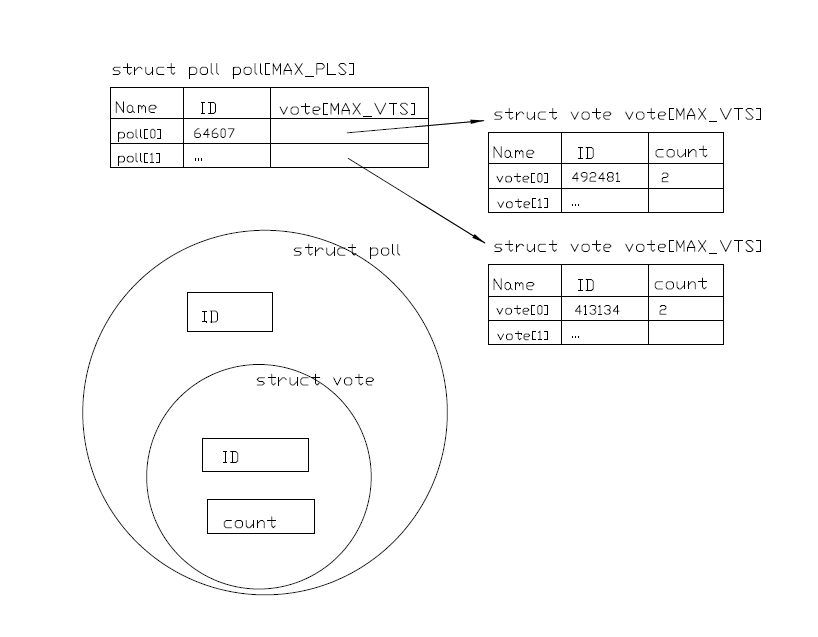 struct poll poll[MAX_PLS]
Name ID vote[MAX_VTS]
poll[0] 64607
poll[1] ...
struct vote vote[MAX_VTS]
Name ID count
vote[0] 492481 2
vote[1] ...
struct vote vote[MAX_VTS]
Name ID count
vote[0] 413134 2
vote[1] ...
struct poll
ID
struct vote
ID
count